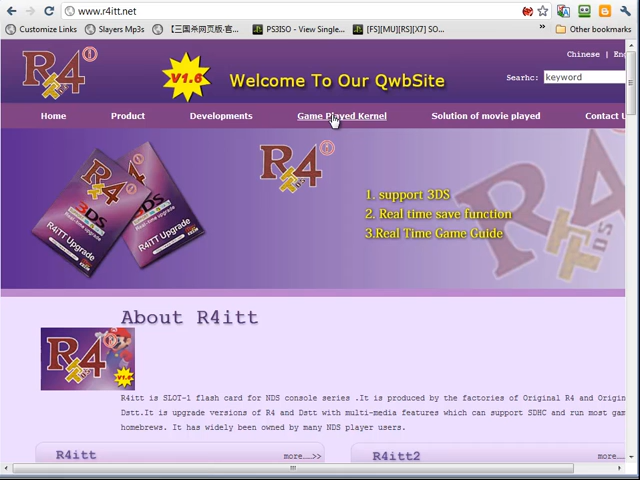 www.r4itt.net
Customize Links Slayers Mp3s 【三国杀网页版.官... PS3ISO - View Single... [FS][MU][RS][X7] SO... » Other bookmarks
R4 V1.6 Welcome To Our QwbSite
Chinese | Eng
Searhc: keyword
Home Product Developments Game Played Kernel Solution of movie played Contact U
R4
3DS
Real-time upgrade
R4iTT Upgrade
1. support 3DS
2. Real time save function
3.Real Time Game Guide
About R4itt
R4itt is SLOT-1 flash card for NDS console series .It is produced by the factories of Original R4 and Origin
Dstt.It is upgrade versions of R4 and Dstt with multi-media features which can support SDHC and run most gam
homebrews. It has widely been owned by many NDS player users.
R4itt more……>> R4itt2 more……